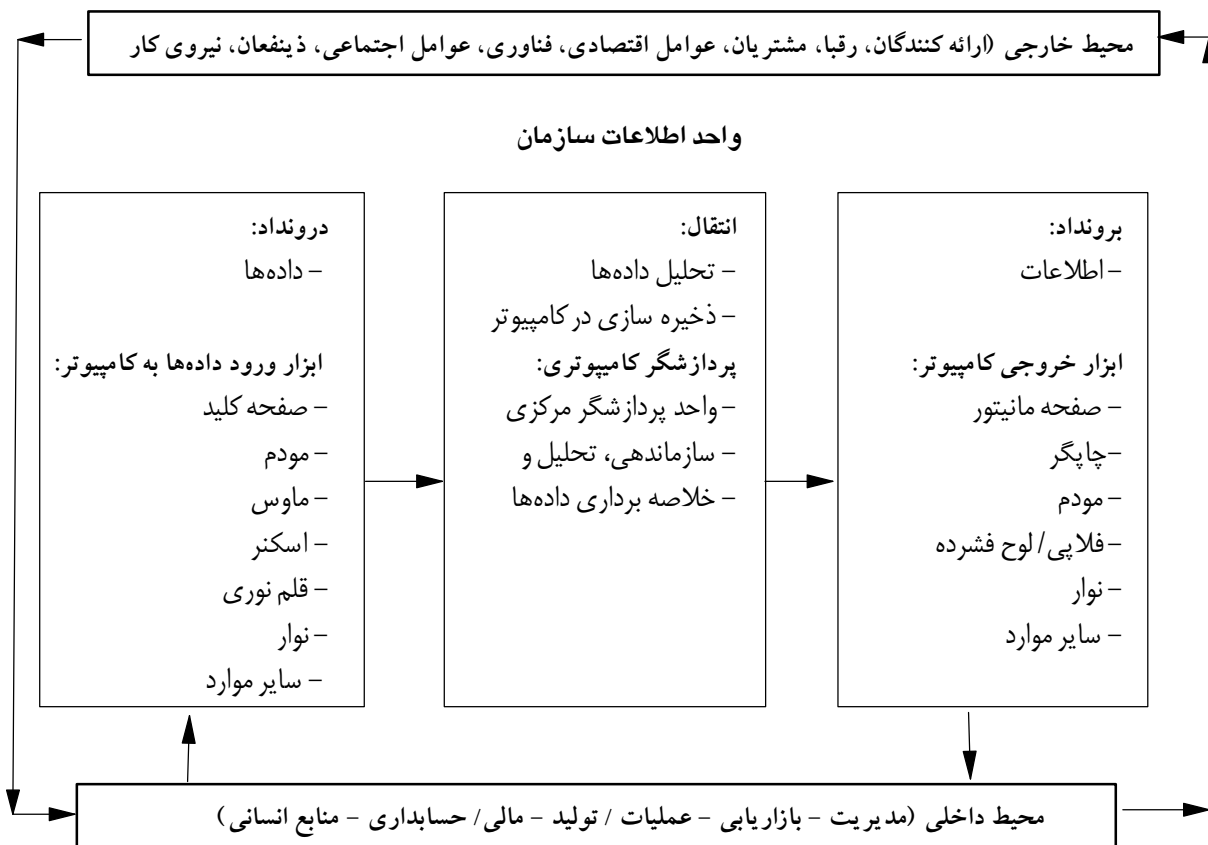 محیط خارجی (ارائه کنندگان، رقبا، مشتریان، عوامل اقتصادی، فناوری، عوامل اجتماعی، ذینفعان، نیروی کار
واحد اطلاعات سازمان
درونداد:
– داده‌ها
ابزار ورود داده‌ها به کامپیوتر:
– صفحه کلید
– مودم
– ماوس
– اسکنر
– قلم نوری
– نوار
– سایر موارد
انتقال:
– تحلیل داده‌ها
– ذخیره سازی در کامپیوتر
پردازشگر کامپیوتری:
– واحد پردازشگر مرکزی
– سازماندهی، تحلیل و
– خلاصه برداری داده‌ها
برونداد:
– اطلاعات
ابزار خروجی کامپیوتر:
– صفحه مانیتور
– چاپگر
– مودم
– فلاپی/ لوح فشرده
– نوار
– سایر موارد
محیط داخلی (مدیریت – بازاریابی – عملیات / تولید – مالی/ حسابداری – منابع انسانی)